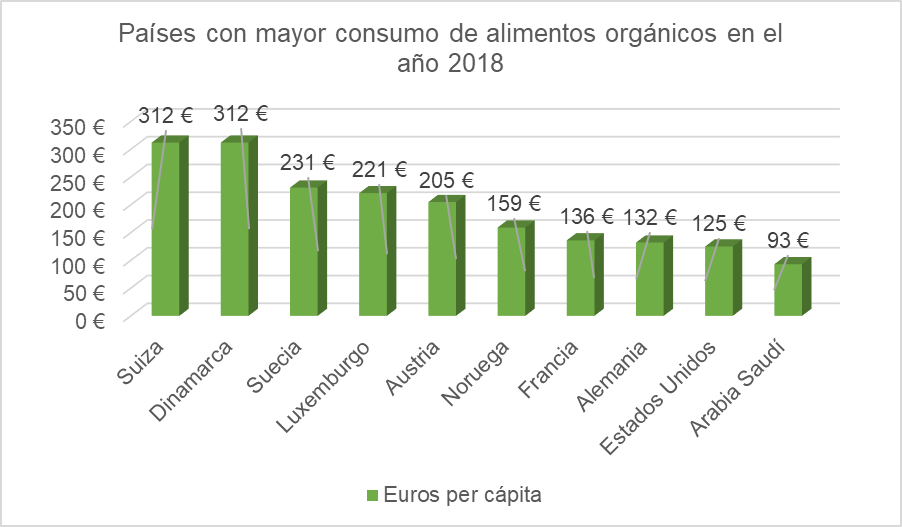 Países con mayor consumo de alimentos orgánicos en el
año 2018
312 €
312 €
231 €
221 €
205 €
159 €
136 €
132 €
125 €
93 €
350 €
300 €
250 €
200 €
150 €
100 €
50 €
0 €
Suiza
Dinamarca
Suecia
Luxemburgo
Austria
Noruega
Francia
Alemania
Estados Unidos
Arabia Saudí
Euros per cápita